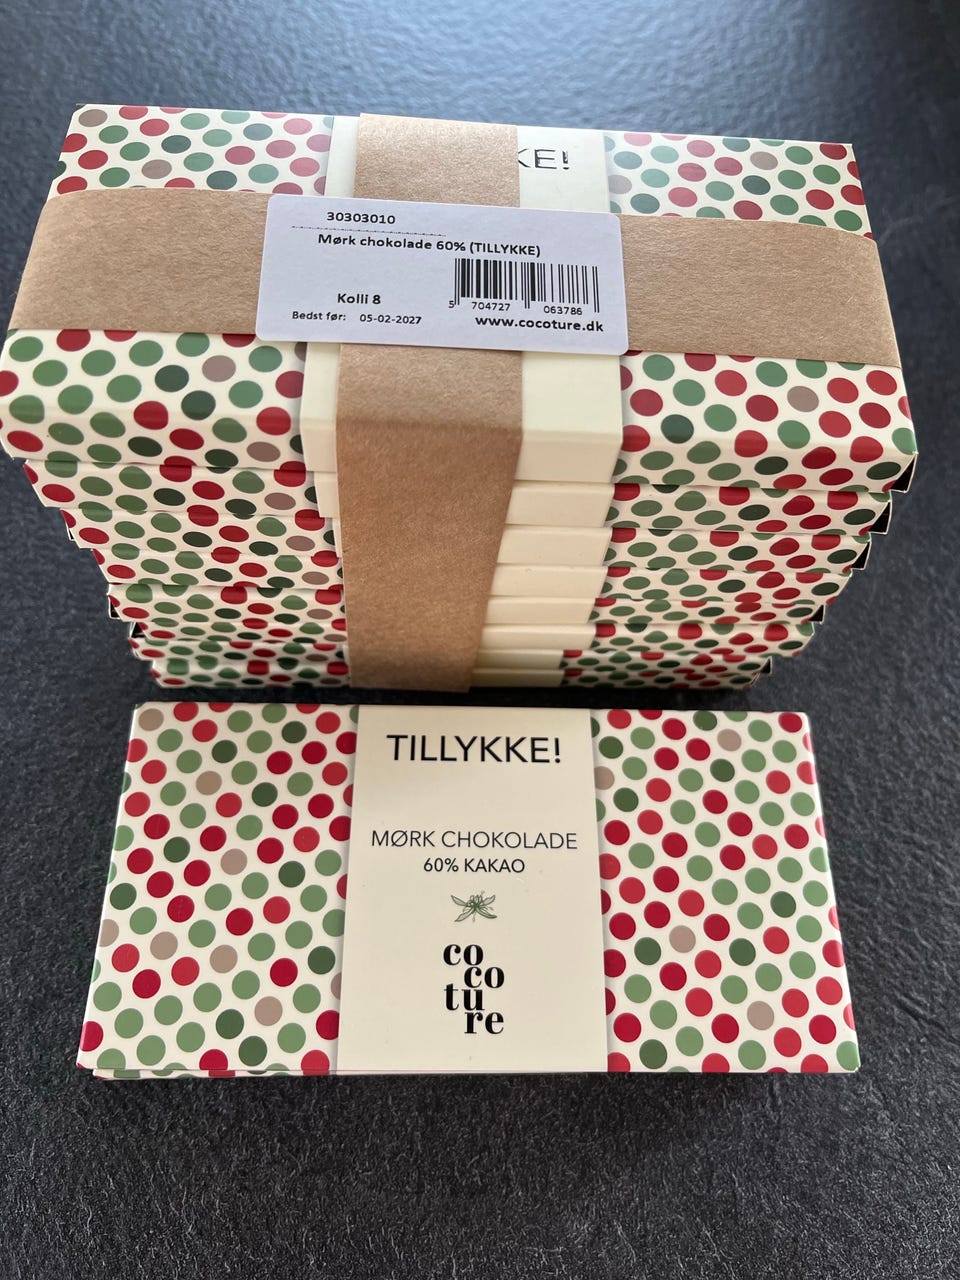 KE!
30303010
Mørk chokolade 60% (TILLYKKE)
5 704727 063786
Kolli 8
Bedst før: 05-02-2027
www.cocoture.dk
TILLYKKE!
MØRK CHOKOLADE
60% KAKAO
co
co
tu
re